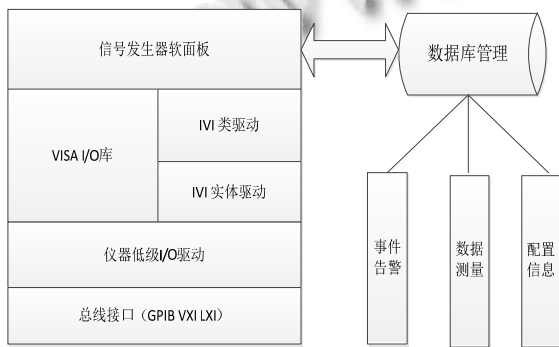 信号发生器软面板
数据库管理
VISA I/O库
IVI 类驱动
IVI 实体驱动
仪器低级I/O驱动
总线接口（GPIB VXI LXI）
事件
告警
数据
测量
配置
信息